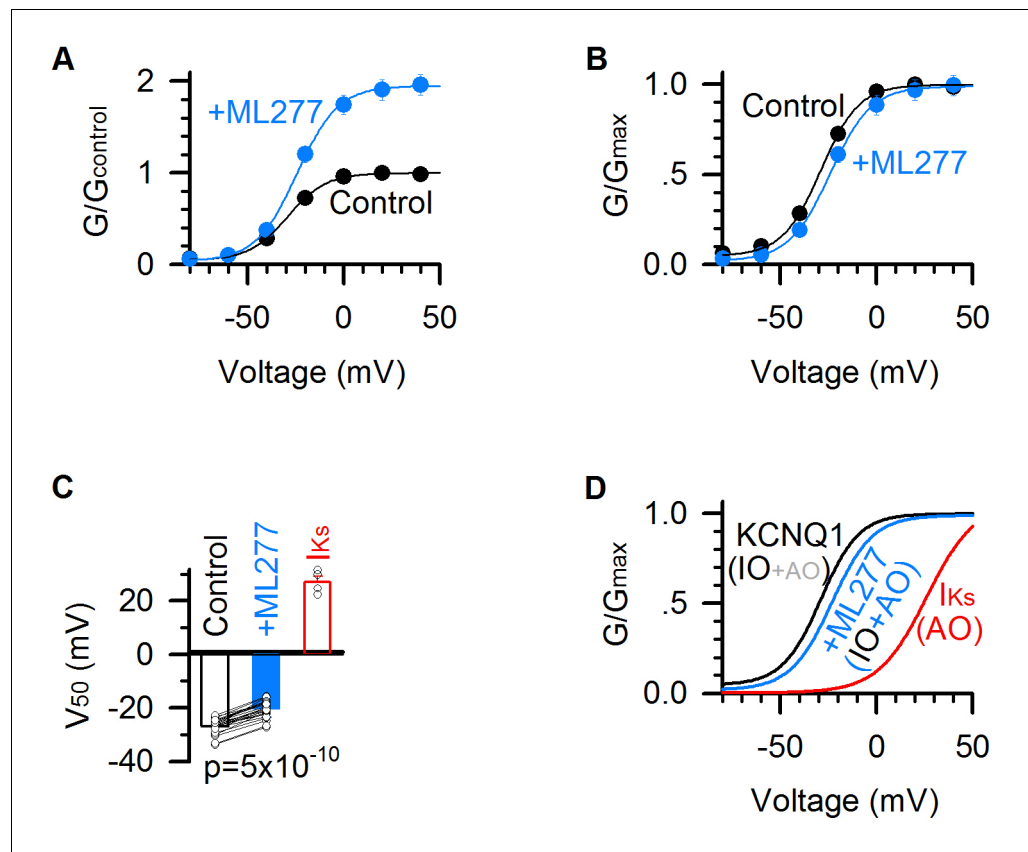 A
G/Gcontrol
2
1
0
+ML277
Control
-50 0 50
Voltage (mV)
B
G/Gmax
1.0
.5
0.0
Control
+ML277
-50 0 50
Voltage (mV)
C
V50 (mV)
20
0
-20
-40
Control
+ML277
IKs
p=5x10-10
D
G/Gmax
1.0
.5
0.0
KCNQ1
(IO+AO)
+ML277
(IO+AO)
IKs
(AO)
-50 0 50
Voltage (mV)